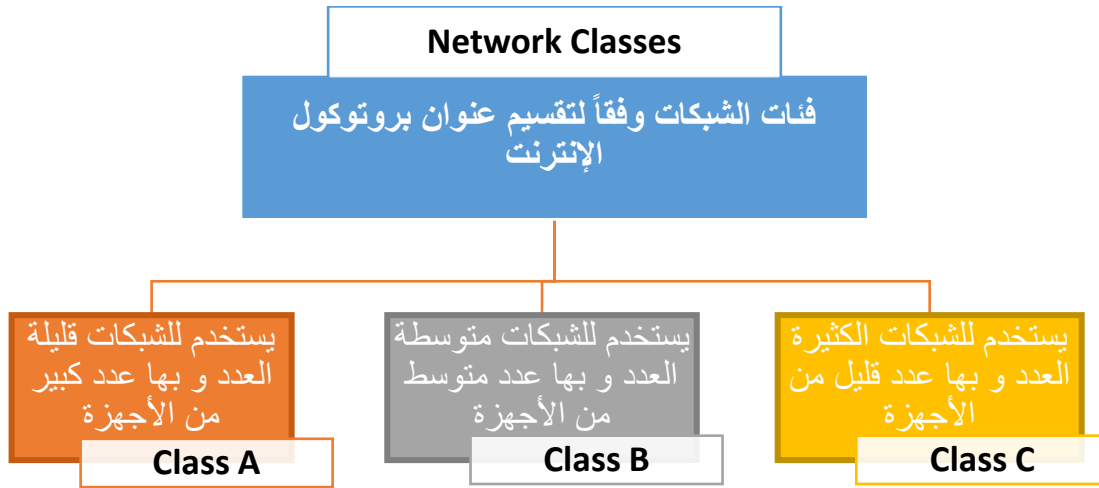 Network Classes
فئات الشبكات وفقاً لتقسيم عنوان بروتوكول
الإنترنت
يستخدم للشبكات قليلة
العدد و بها عدد كبير
من الأجهزة
Class A
يستخدم للشبكات متوسطة
العدد و بها عدد متوسط
من الأجهزة
Class B
يستخدم للشبكات الكثيرة
العدد و بها عدد قليل من
الأجهزة
Class C